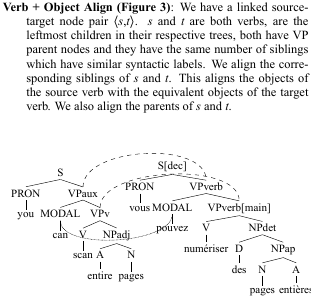 Verb + Object Align (Figure 3): We have a linked source-
target node pair ⟨s,t⟩. s and t are both verbs, are the
leftmost children in their respective trees, both have VP
parent nodes and they have the same number of siblings
which have similar syntactic labels. We align the corre-
sponding siblings of s and t. This aligns the objects of
the source verb with the equivalent objects of the target
verb. We also align the parents of s and t.
S S[dec]
PRON VPaux PRON VPverb
you MODAL VPv vous MODAL VPverb[main]
can V NPadj pouvez V NPdet
scan A N numériser D NPap
entire pages des N A
pages entières